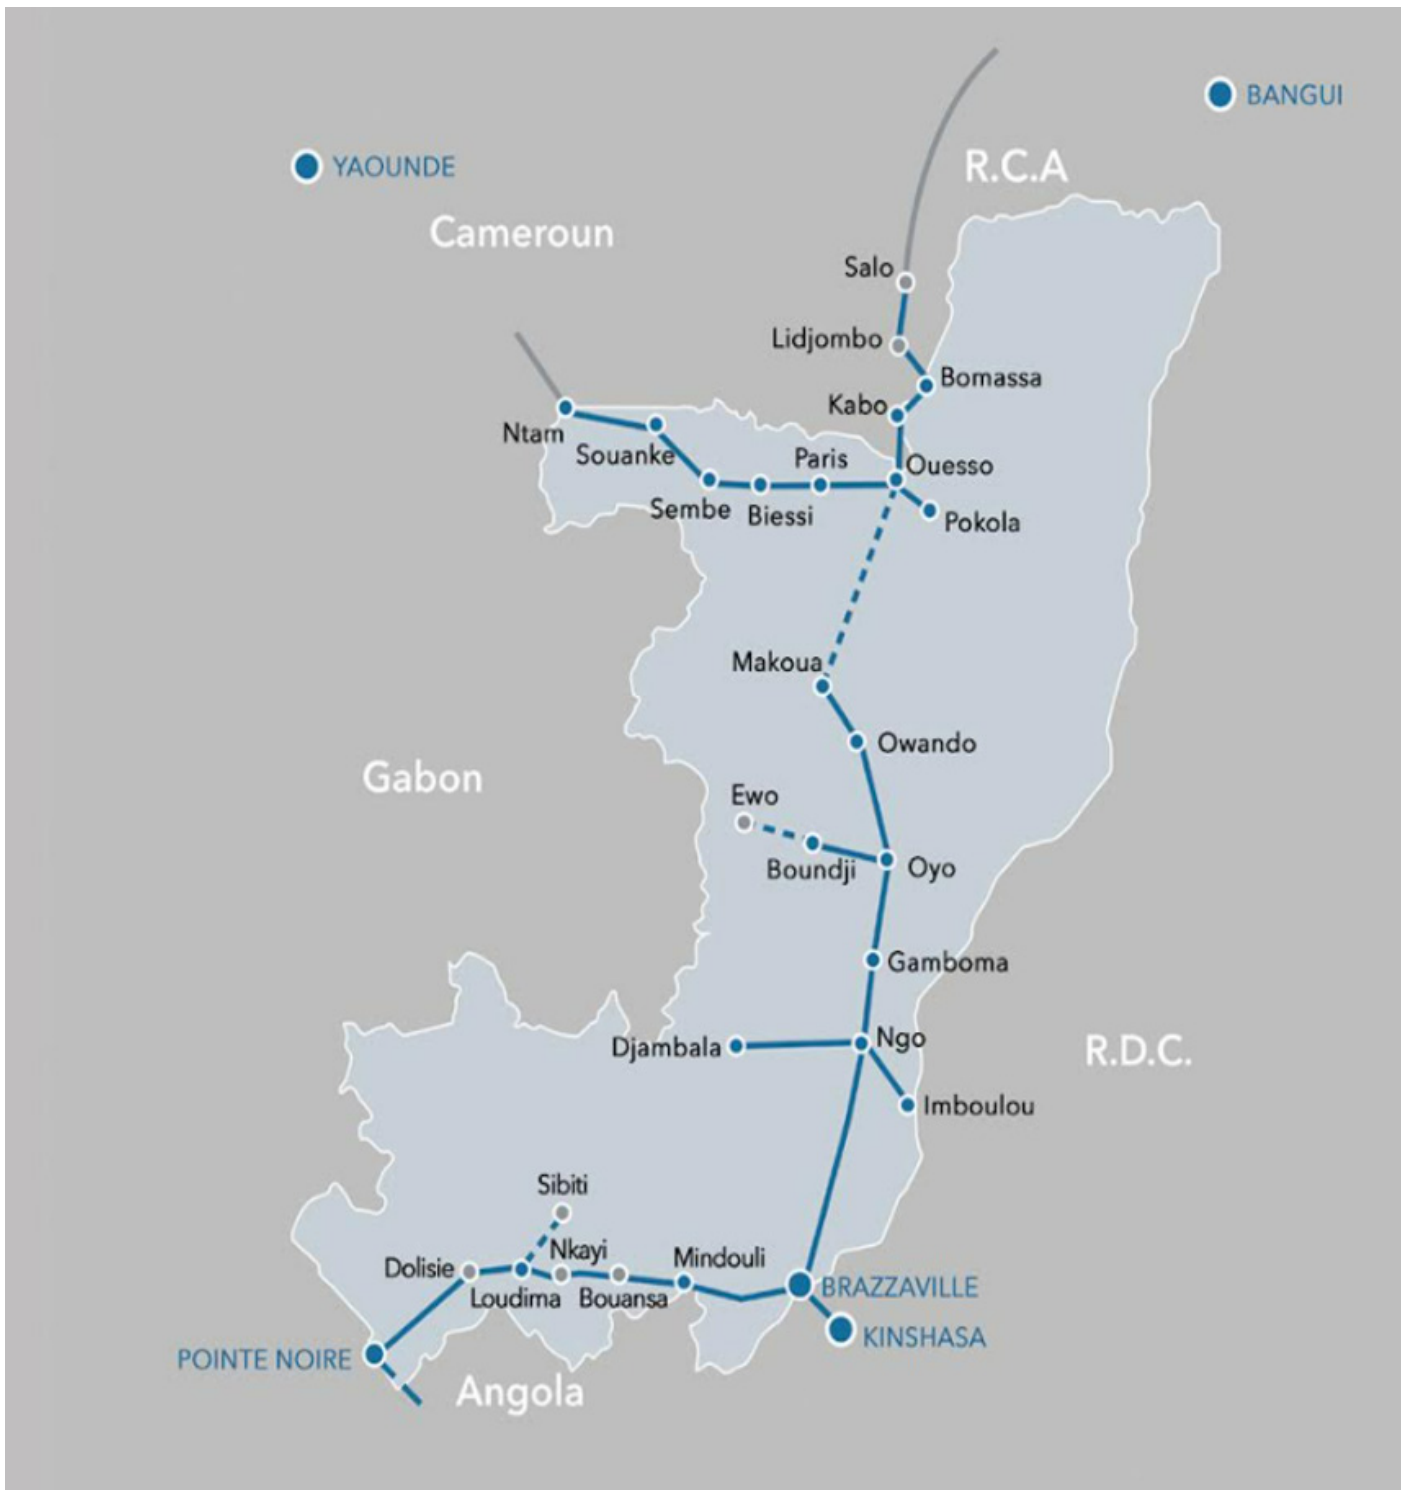 BANGUI
YAOUNDE
R.C.A
Cameroun
Salo
Lidjombo
Bomassa
Kabo
Ntam
Souanke
Paris
Ouesso
Sembe
Biessi
Pokola
Makoua
Owando
Gabon
Ewo
Boundji
Oyo
Gamboma
Djambala
Ngo
R.D.C.
Imboulou
Sibiti
Nkayi
Mindouli
Dolisie
Loudima
Bouansa
BRAZZAVILLE
KINSHASA
POINTE NOIRE
Angola